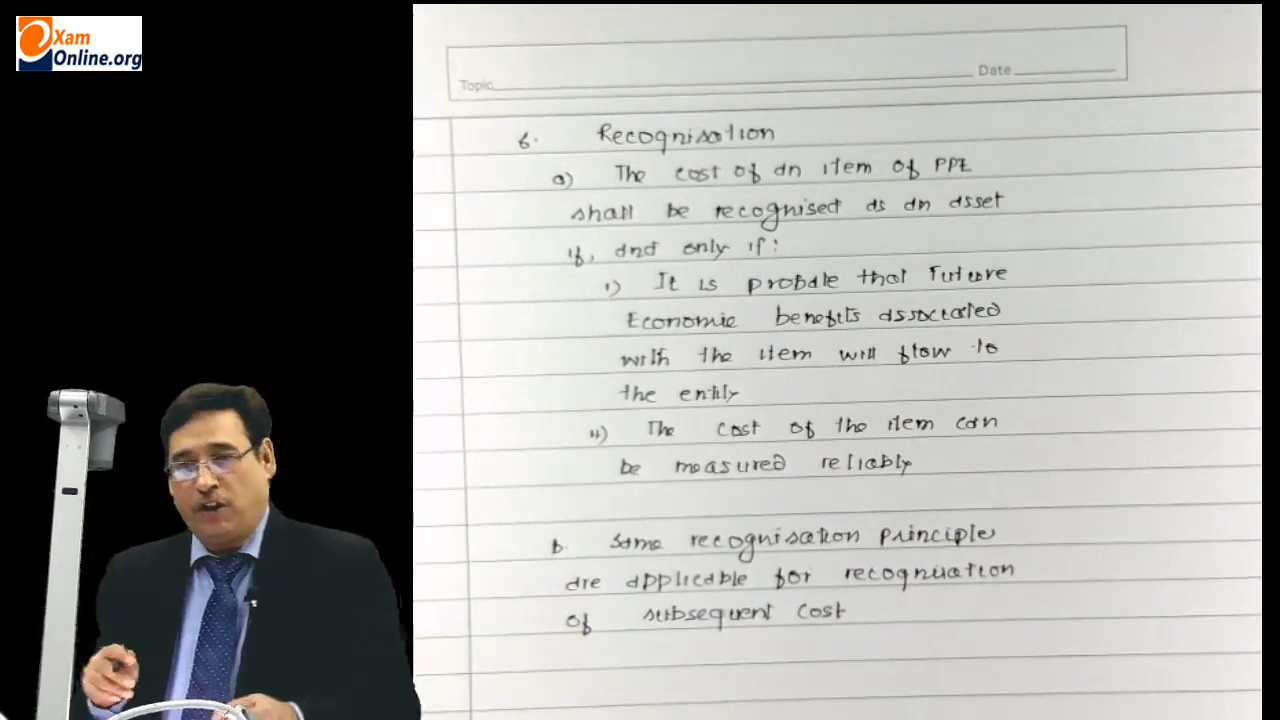 Xam
Online.org
Topic
Date
6. Recognisation
a) The cost of an item of PPE
shall be recognised as an asset
if, and only if:
i) It is probale that Future
Economic benefits associated
with the item will flow to
the entity
ii) The cost of the item can
be measured reliably
b. same recognisation principle
are applicable for recognisation
of subsequent cost